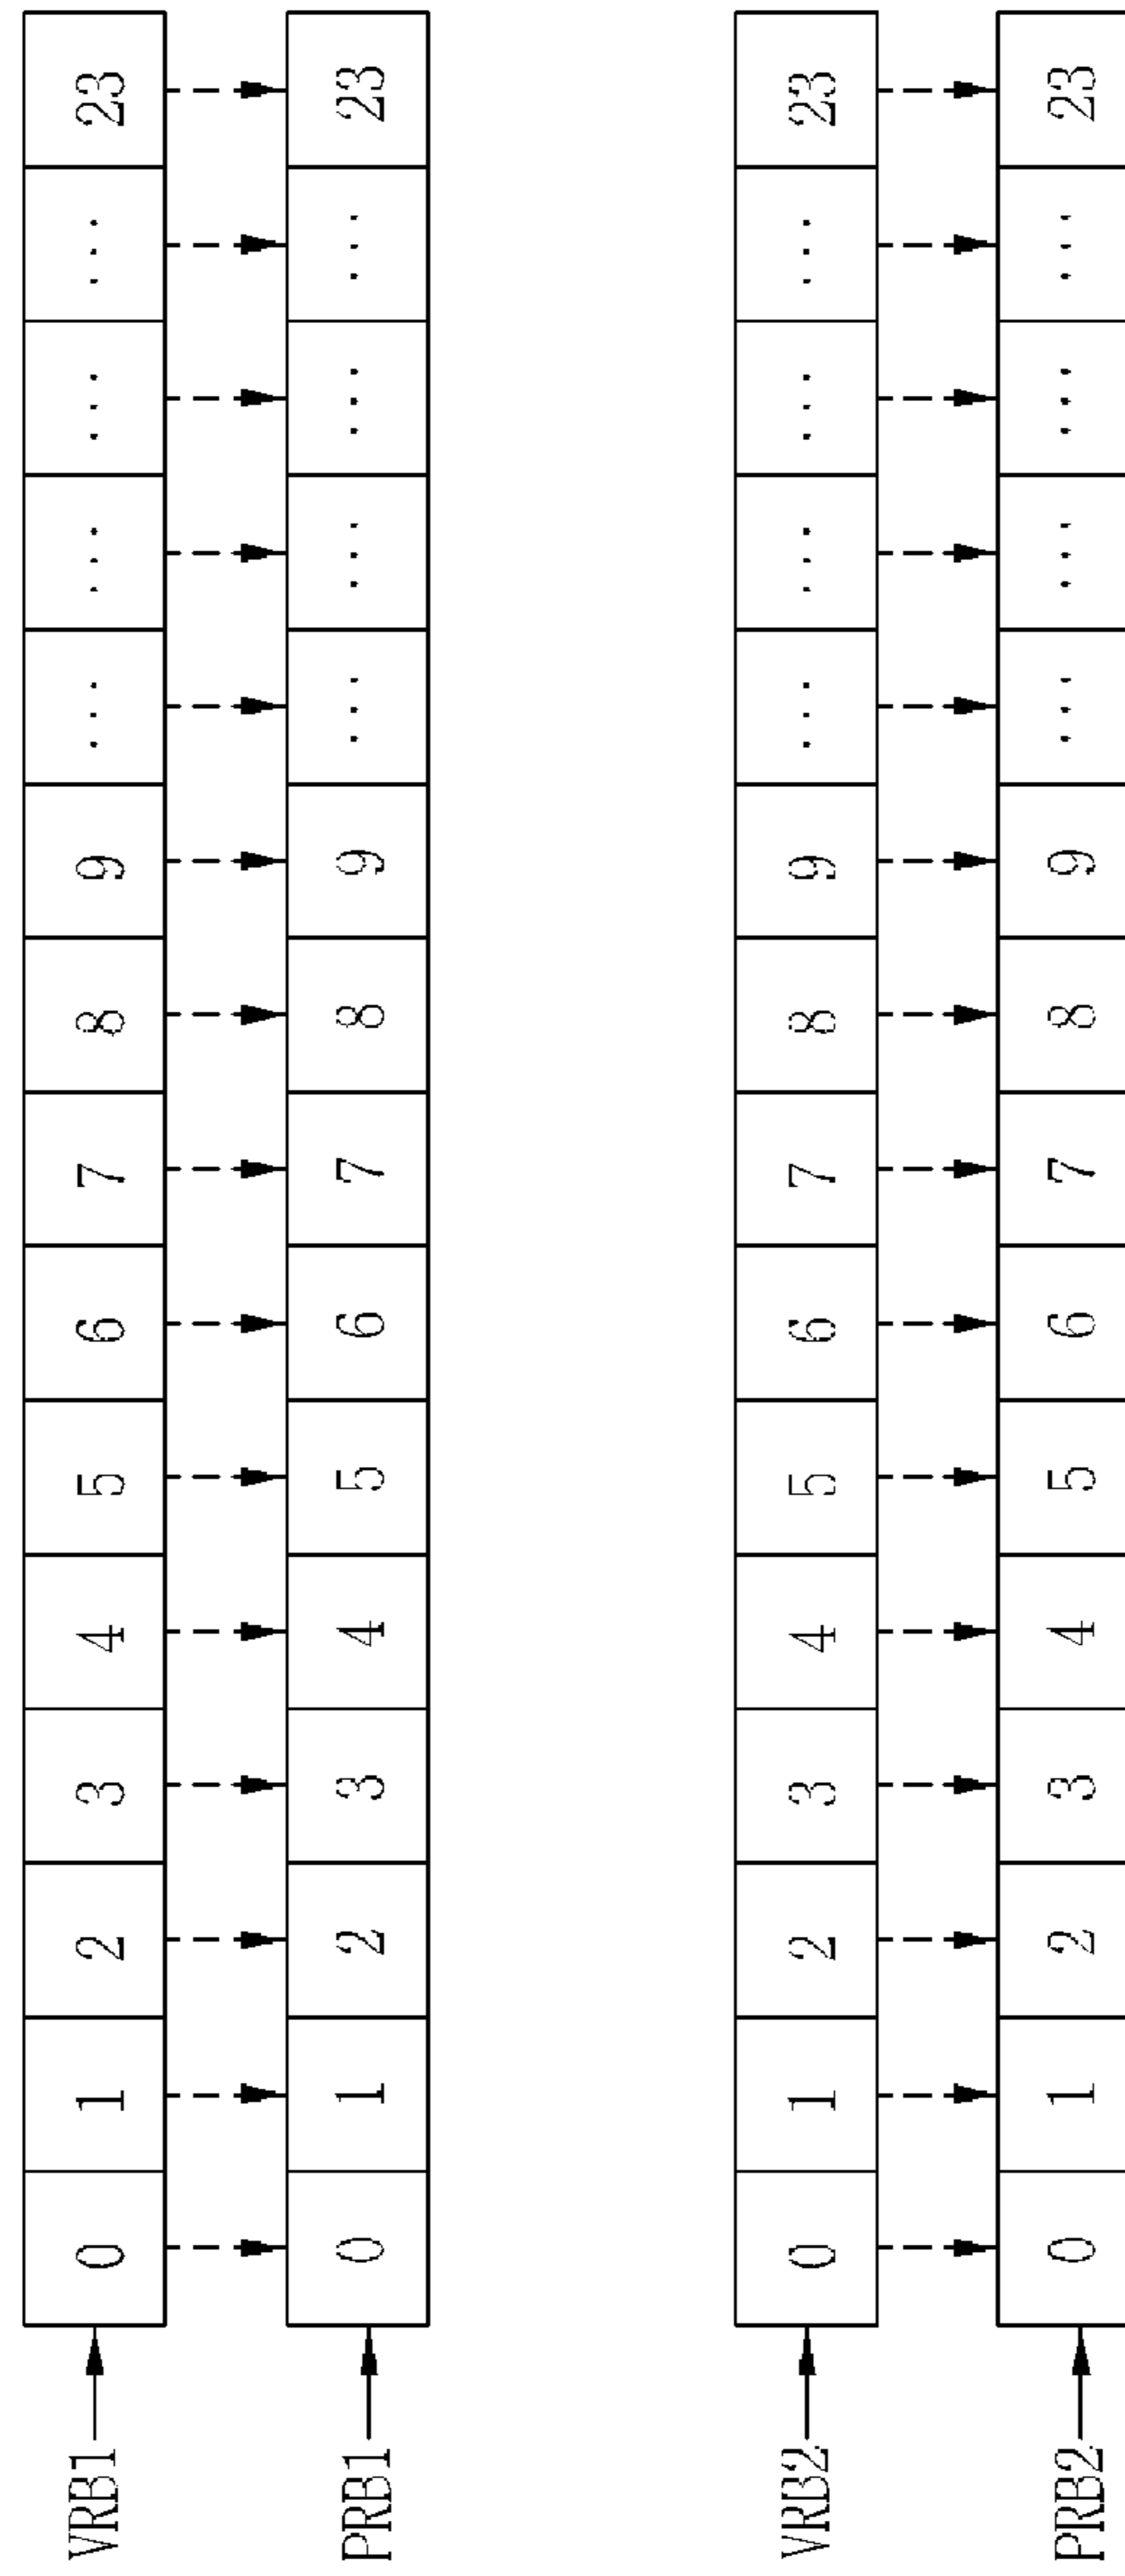 VRB1 0 1 2 3 4 5 6 7 8 9 ... ... ... ... 23
PRB1 0 1 2 3 4 5 6 7 8 9 ... ... ... ... 23
VRB2 0 1 2 3 4 5 6 7 8 9 ... ... ... ... 23
PRB2 0 1 2 3 4 5 6 7 8 9 ... ... ... ... 23